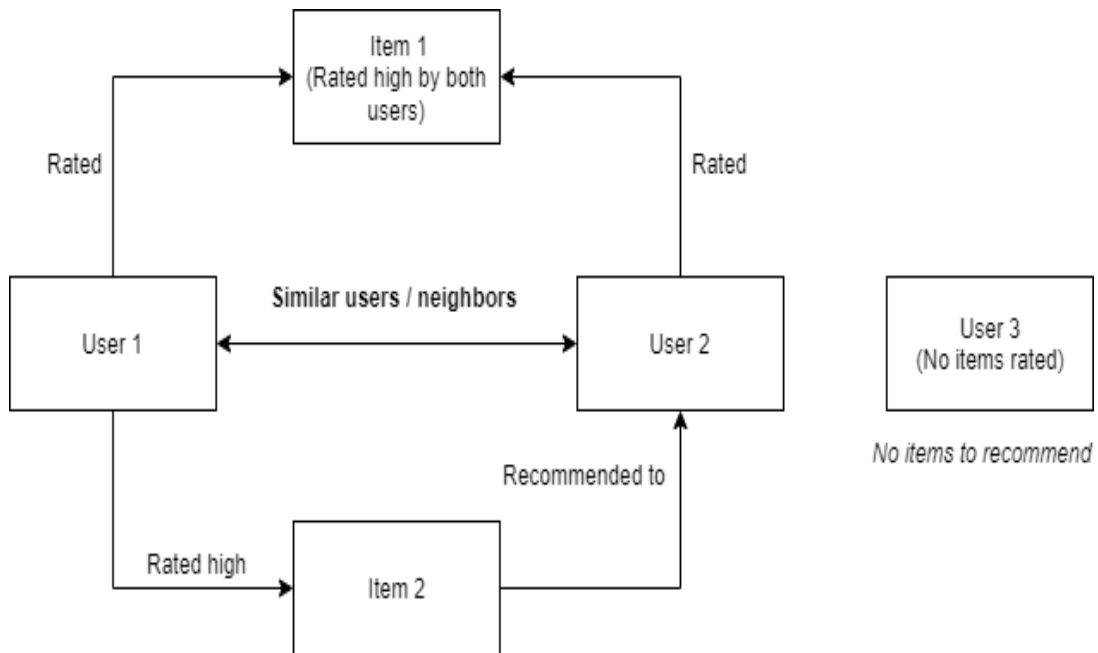 Item 1
(Rated high by both
users)
Rated
Rated
Similar users / neighbors
User 1
User 2
User 3
(No items rated)
No items to recommend
Recommended to
Rated high
Item 2